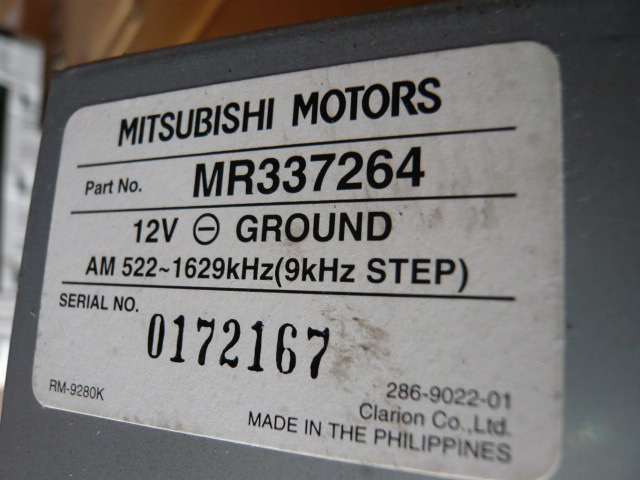 MITSUBISHI MOTORS
Part No. MR337264
12V ⊖ GROUND
AM 522~1629kHz(9kHz STEP)
SERIAL NO.
0172167
RM-9280K
286-9022-01
Clarion Co.,Ltd.
MADE IN THE PHILIPPINES